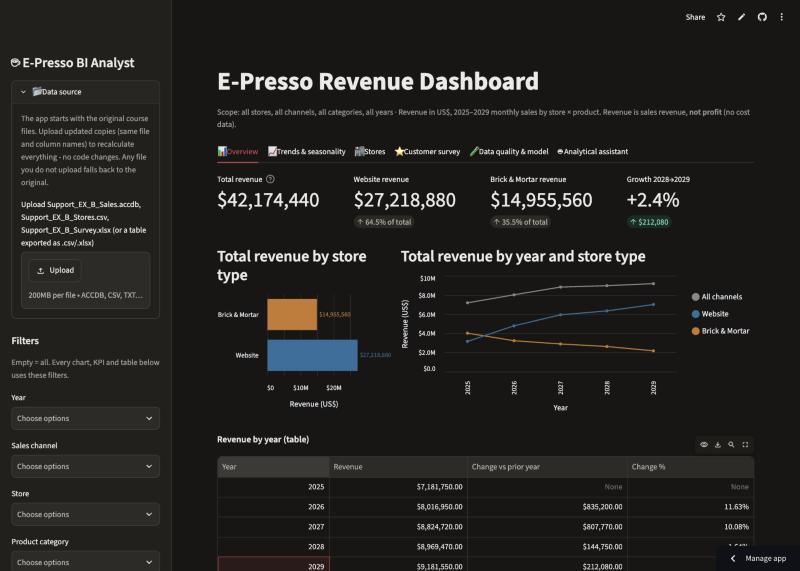 Share
E-Presso BI Analyst
Data source
The app starts with the original course
files. Upload updated copies (same file
and column names) to recalculate
everything - no code changes. Any file
you do not upload falls back to the
original.
Upload Support_EX_B_Sales.accdb,
Support_EX_B_Stores.csv,
Support_EX_B_Survey.xlsx (or a table
exported as .csv/.xlsx)
Upload
200MB per file • ACCDB, CSV, TXT...
Filters
Empty = all. Every chart, KPI and table below
uses these filters.
Year
Choose options
Sales channel
Choose options
Store
Choose options
Product category
Choose options
E-Presso Revenue Dashboard
Scope: all stores, all channels, all categories, all years · Revenue in US$, 2025–2029 monthly sales by store × product. Revenue is sales revenue, not profit (no cost
data).
Overview Trends & seasonality Stores Customer survey Data quality & model Analytical assistant
Total revenue Website revenue Brick & Mortar revenue Growth 2028→2029
$42,174,440 $27,218,880 $14,955,560 +2.4%
↑ 64.5% of total ↑ 35.5% of total ↑ $212,080
Total revenue by store
type
Brick & Mortar $14,955,560
Website $27,218,880
$0 $10M $20M
Revenue (US$)
Total revenue by year and store type
$10M
$8.0M
$6.0M
$4.0M
$2.0M
$0.0
Revenue (US$)
2025 2026 2027 2028 2029
Year
All channels
Website
Brick & Mortar
Revenue by year (table)
Year Revenue Change vs prior year Change %
2025 $7,181,750.00 None None
2026 $8,016,950.00 $835,200.00 11.63%
2027 $8,824,720.00 $807,770.00 10.08%
2028 $8,969,470.00 $144,750.00
2029 $9,181,550.00 $212,080.00
Manage app